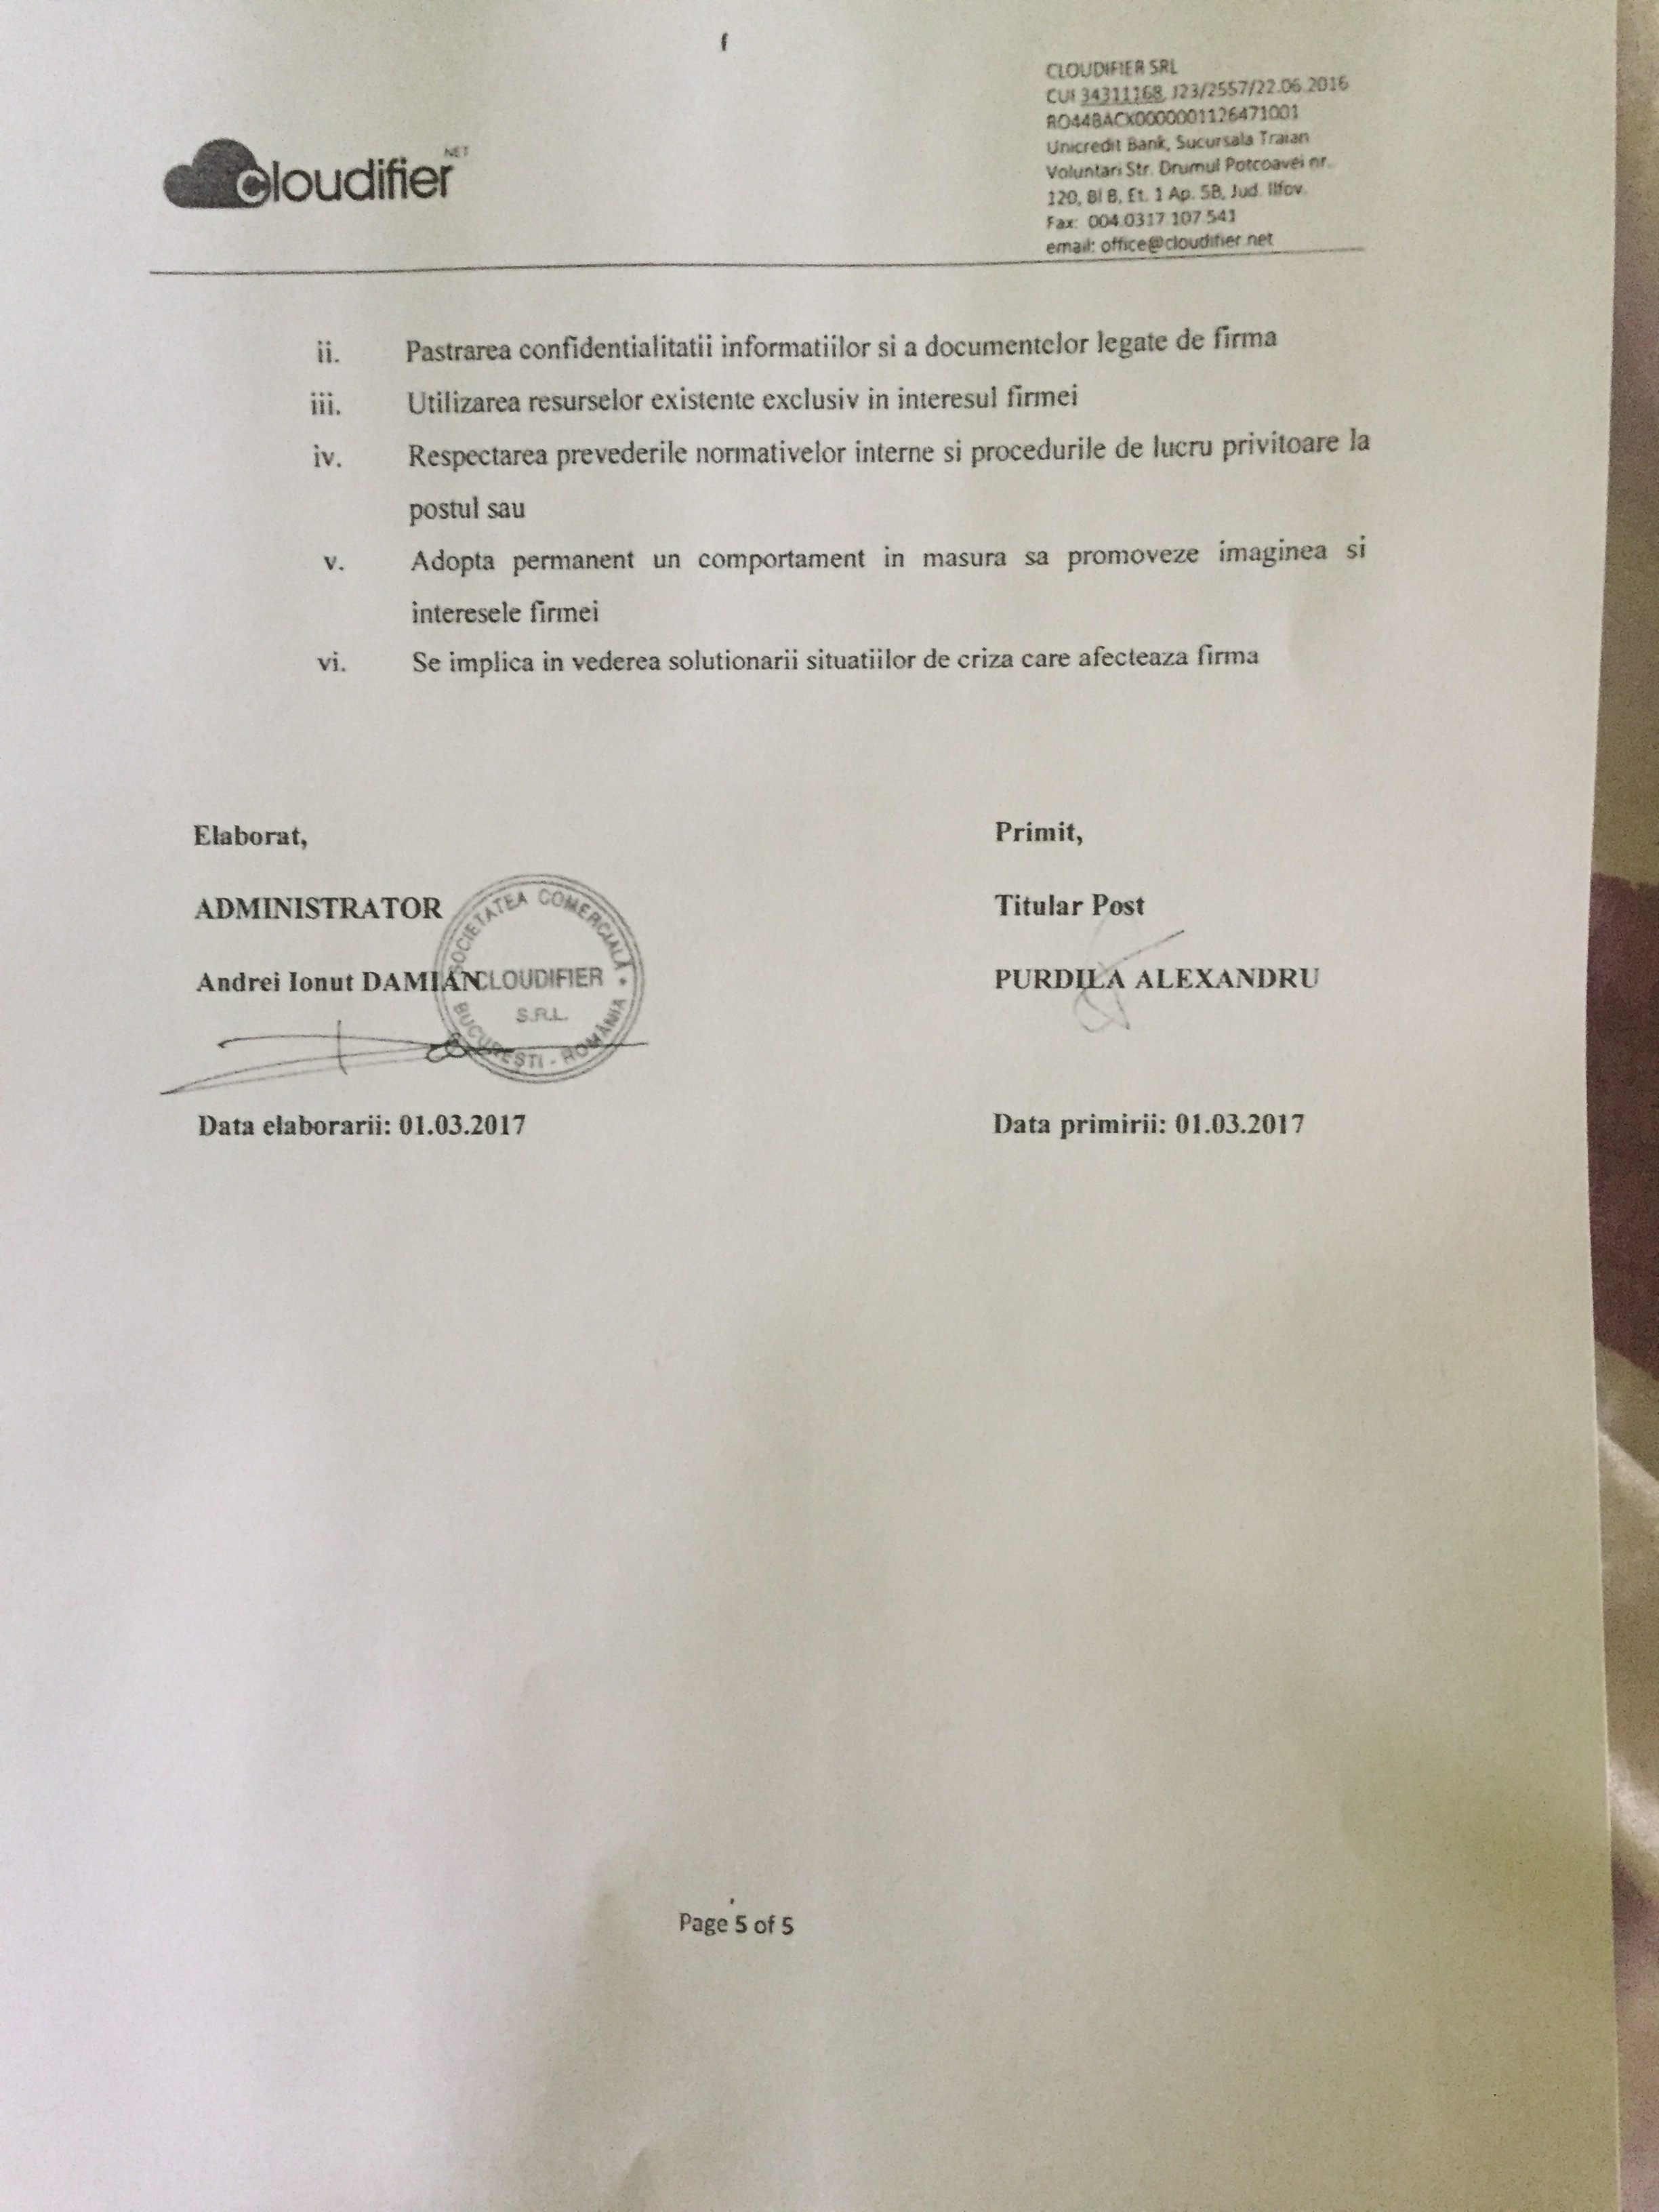 cloudifier
NET
CLOUDIFIER SRL
CUI 34311168, J23/2557/22.06.2016
RO44BACX0000001126471001
Unicredit Bank, Sucursala Traian
Voluntari Str. Drumul Potcoavei nr.
120, Bl B, Et. 1 Ap. 5B, Jud. Ilfov.
Fax: 004.0317.107.541
email: office@cloudifier.net
ii. Pastrarea confidentialitatii informatiilor si a documentelor legate de firma
iii. Utilizarea resurselor existente exclusiv in interesul firmei
iv. Respectarea prevederile normativelor interne si procedurile de lucru privitoare la
postul sau
v. Adopta permanent un comportament in masura sa promoveze imaginea si
interesele firmei
vi. Se implica in vederea solutionarii situatiilor de criza care afecteaza firma
Elaborat,
ADMINISTRATOR
Andrei Ionut DAMIAN
SOCIETATEA COMERCIALĂ
CLOUDIFIER
S.R.L.
BUCUREȘTI - ROMÂNIA
Data elaborarii: 01.03.2017
Primit,
Titular Post
PURDILA ALEXANDRU
Data primirii: 01.03.2017
Page 5 of 5